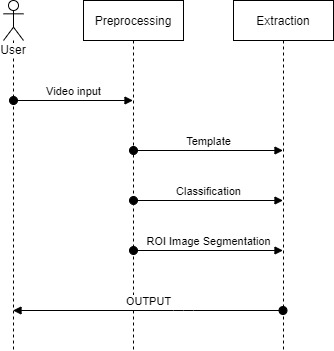 Preprocessing
Extraction
User
Video input
Template
Classification
ROI Image Segmentation
OUTPUT